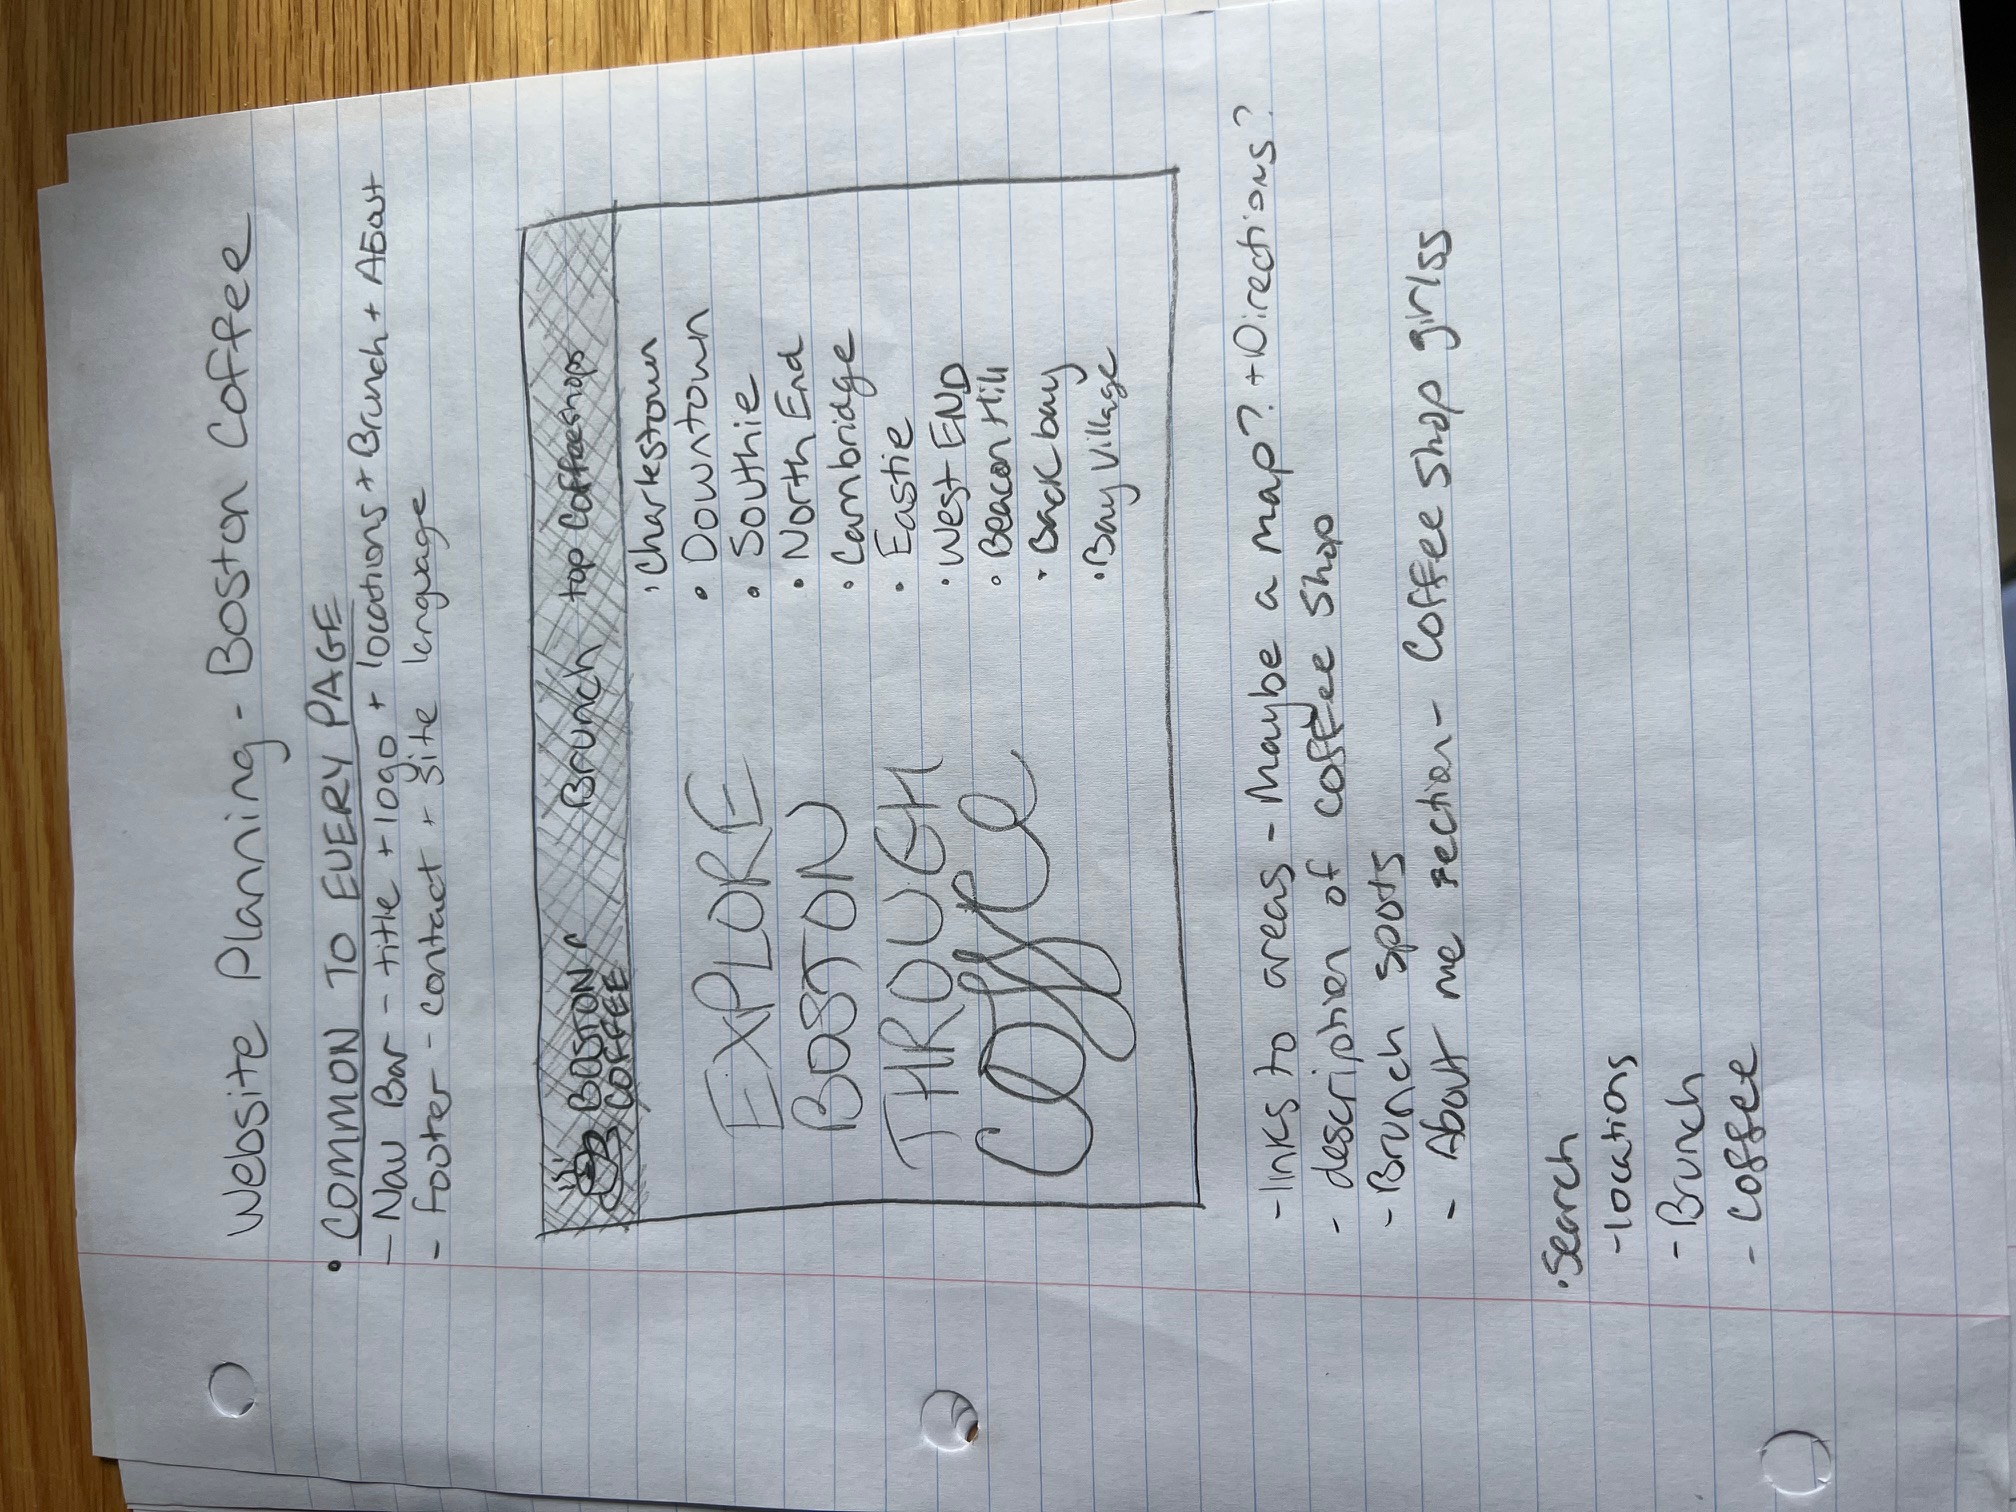 Website Planning - Boston Coffee
• COMMON TO EVERY PAGE
- Nav Bar - title + logo + locations + Brunch + About
- footer - contact + site language
BOSTON Brunch top Coffeeshops
COFFEE
• Charlestown
• Downtown
• Southie
• North End
• Cambridge
• Eastie
• West END
• Beacon Hill
• Back bay
• Bay Village
EXPLORE
BOSTON
THROUGH
coffee
- links to areas - Maybe a map? + Directions?
- description of coffee shop
- Brunch spots
- About me section - Coffee shop girlss
• Search
- locations
- Brunch
- coffee